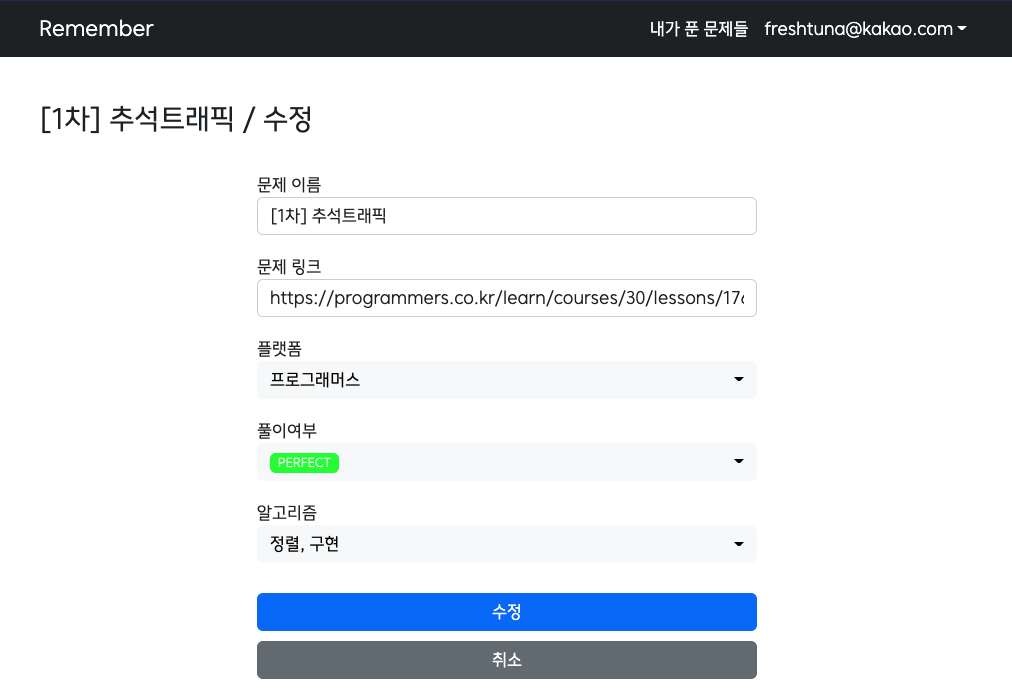 Remember 내가 푼 문제들 freshtuna@kakao.com
[1차] 추석트래픽 / 수정
문제 이름
[1차] 추석트래픽
문제 링크
https://programmers.co.kr/learn/courses/30/lessons/17
플랫폼
프로그래머스
풀이여부
PERFECT
알고리즘
정렬, 구현
수정
취소